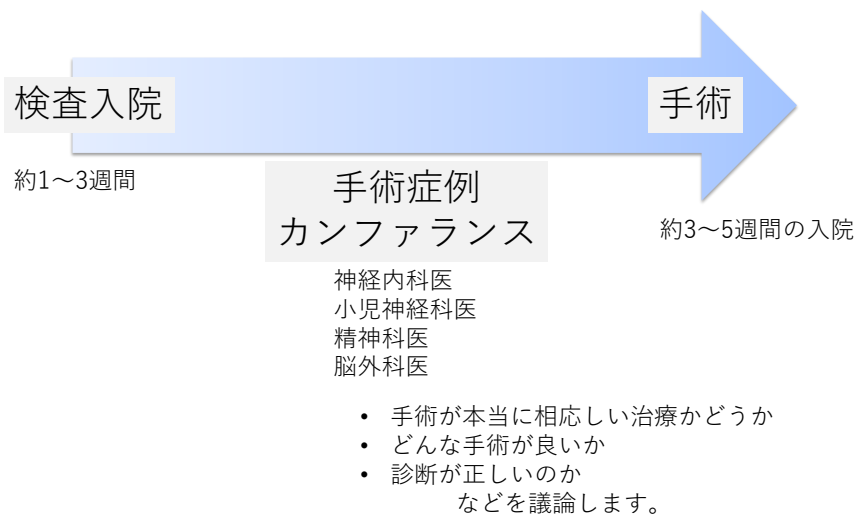 検査入院
手術
約1～3週間
手術症例
カンファランス
約3～5週間の入院
神経内科医
小児神経科医
精神科医
脳外科医
• 手術が本当に相応しい治療かどうか
• どんな手術が良いか
• 診断が正しいのか
などを議論します。